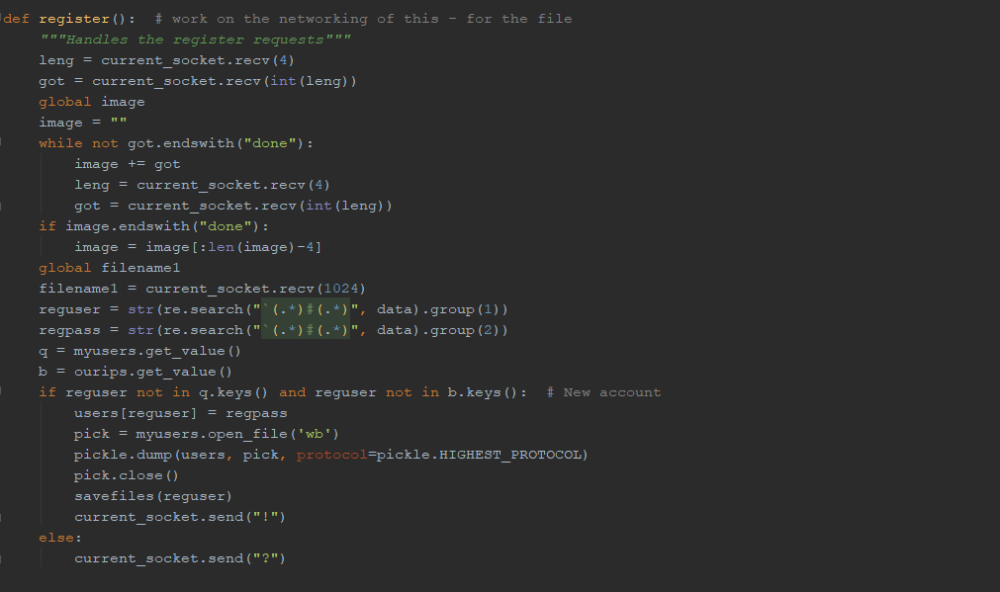 def register():  # work on the networking of this - for the file
    """Handles the register requests"""
    leng = current_socket.recv(4)
    got = current_socket.recv(int(leng))
    global image
    image = ""
    while not got.endswith("done"):
        image += got
        leng = current_socket.recv(4)
        got = current_socket.recv(int(leng))
    if image.endswith("done"):
        image = image[:len(image)-4]
    global filename1
    filename1 = current_socket.recv(1024)
    reguser = str(re.search("`(.*)#(.*)", data).group(1))
    regpass = str(re.search("`(.*)#(.*)", data).group(2))
    q = myusers.get_value()
    b = ourips.get_value()
    if reguser not in q.keys() and reguser not in b.keys():  # New account
        users[reguser] = regpass
        pick = myusers.open_file('wb')
        pickle.dump(users, pick, protocol=pickle.HIGHEST_PROTOCOL)
        pick.close()
        savefiles(reguser)
        current_socket.send("!")
    else:
        current_socket.send("?")